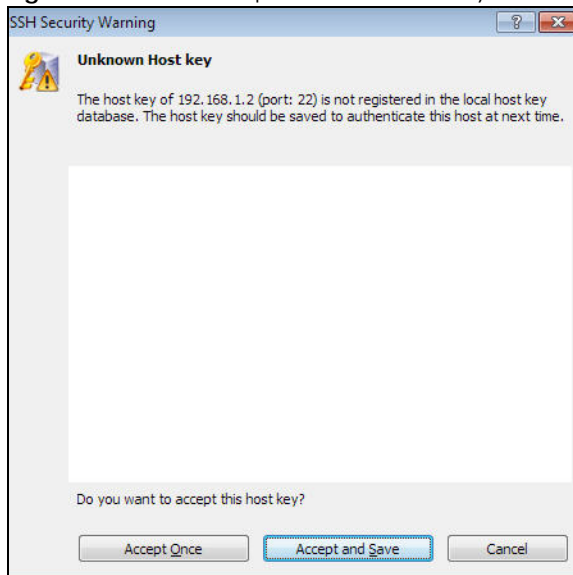 SSH Security Warning
Unknown Host key
The host key of 192.168.1.2 (port: 22) is not registered in the local host key
database. The host key should be saved to authenticate this host at next time.
Do you want to accept this host key?
Accept Once
Accept and Save
Cancel